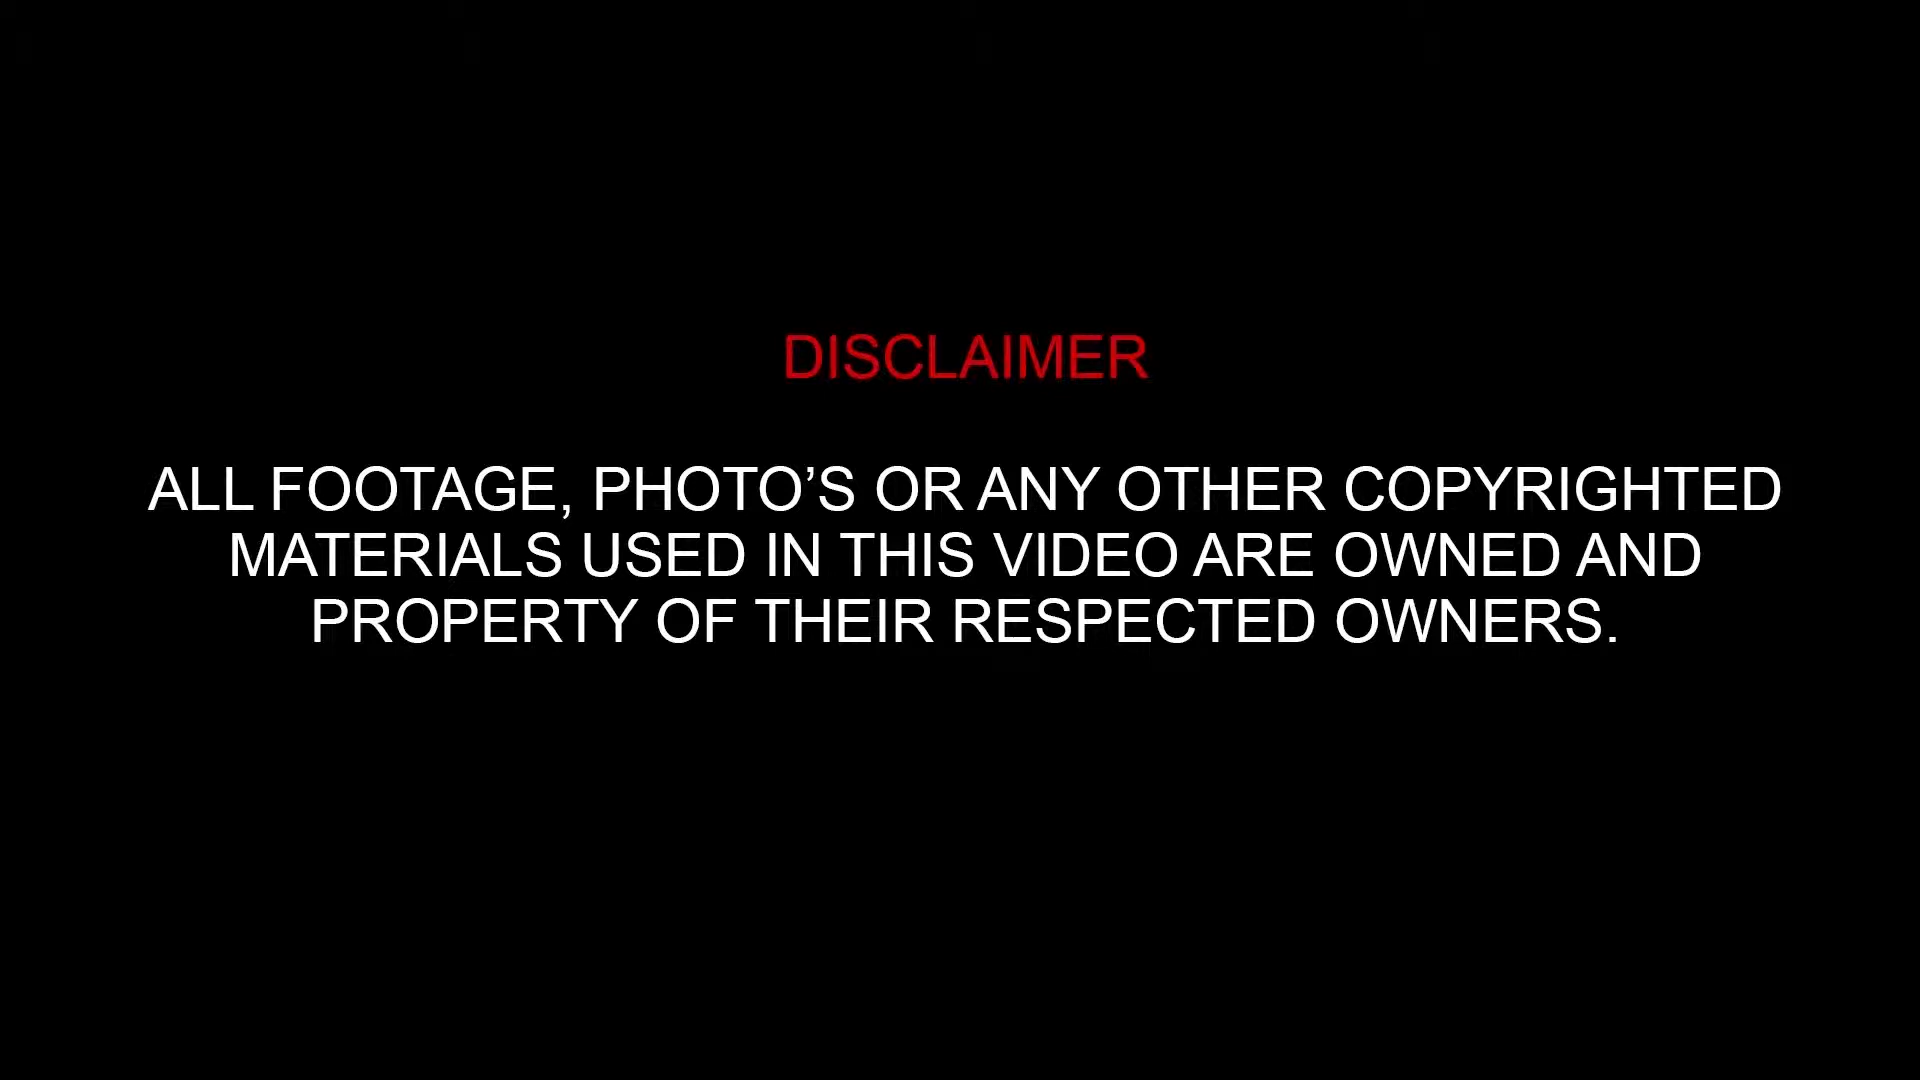 DISCLAIMER
ALL FOOTAGE, PHOTO’S OR ANY OTHER COPYRIGHTED
MATERIALS USED IN THIS VIDEO ARE OWNED AND
PROPERTY OF THEIR RESPECTED OWNERS.